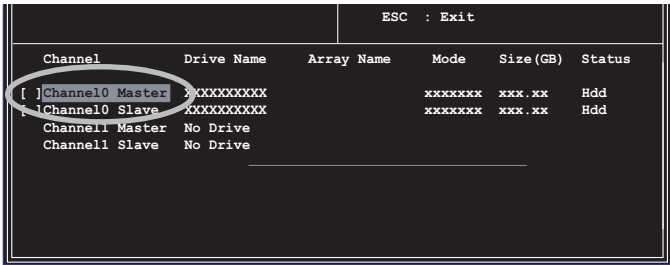 ESC : Exit
Channel Drive Name Array Name Mode Size(GB) Status
[ ]Channel0 Master XXXXXXXXXX xxxxxxx xxx.xx Hdd
[ ]Channel0 Slave XXXXXXXXXX xxxxxxx xxx.xx Hdd
Channel1 Master No Drive
Channel1 Slave No Drive